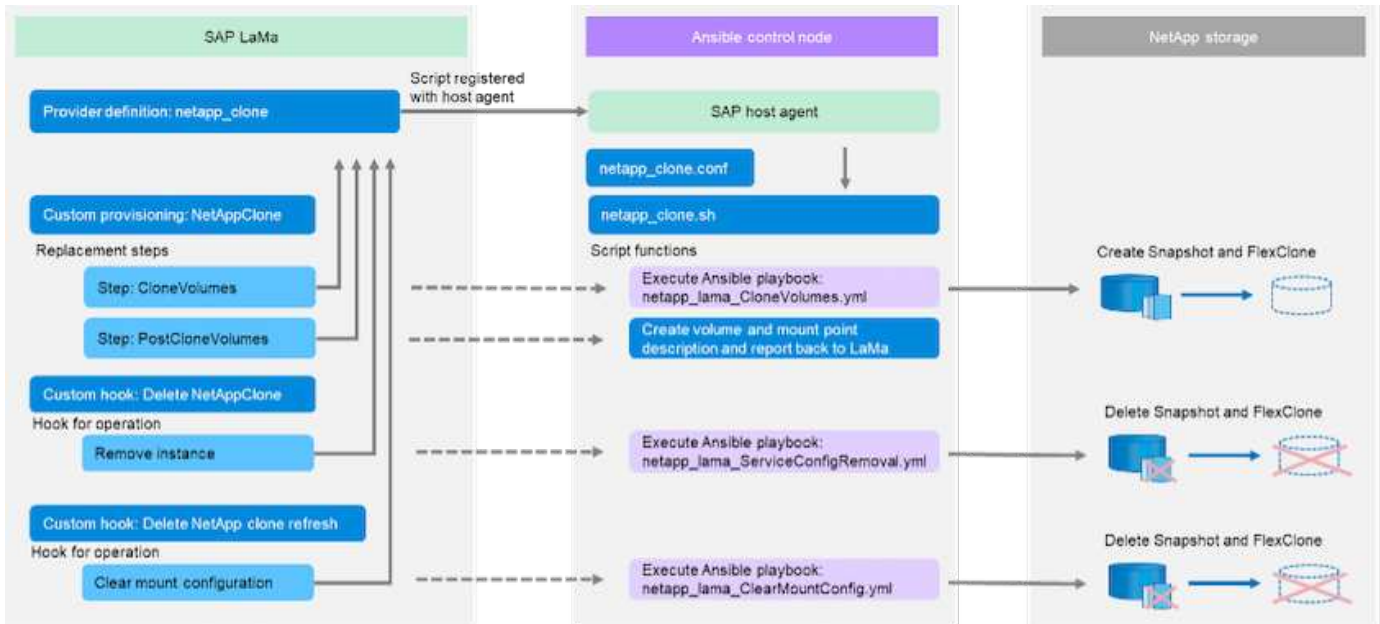 SAP LaMa
Ansible control node
NetApp storage
Script registered
with host agent
Provider definition: netapp_clone
SAP host agent
netapp_clone.conf
Custom provisioning: NetAppClone
netapp_clone.sh
Replacement steps
Script functions
Create Snapshot and FlexClone
Step: CloneVolumes
Execute Ansible playbook:
netapp_lama_CloneVolumes.yml
Step: PostCloneVolumes
Create volume and mount point
description and report back to LaMa
Custom hook: Delete NetAppClone
Hook for operation
Delete Snapshot and FlexClone
Remove instance
Execute Ansible playbook:
netapp_lama_ServiceConfigRemoval.yml
Custom hook: Delete NetApp clone refresh
Hook for operation
Delete Snapshot and FlexClone
Clear mount configuration
Execute Ansible playbook:
netapp_lama_ClearMountConfig.yml